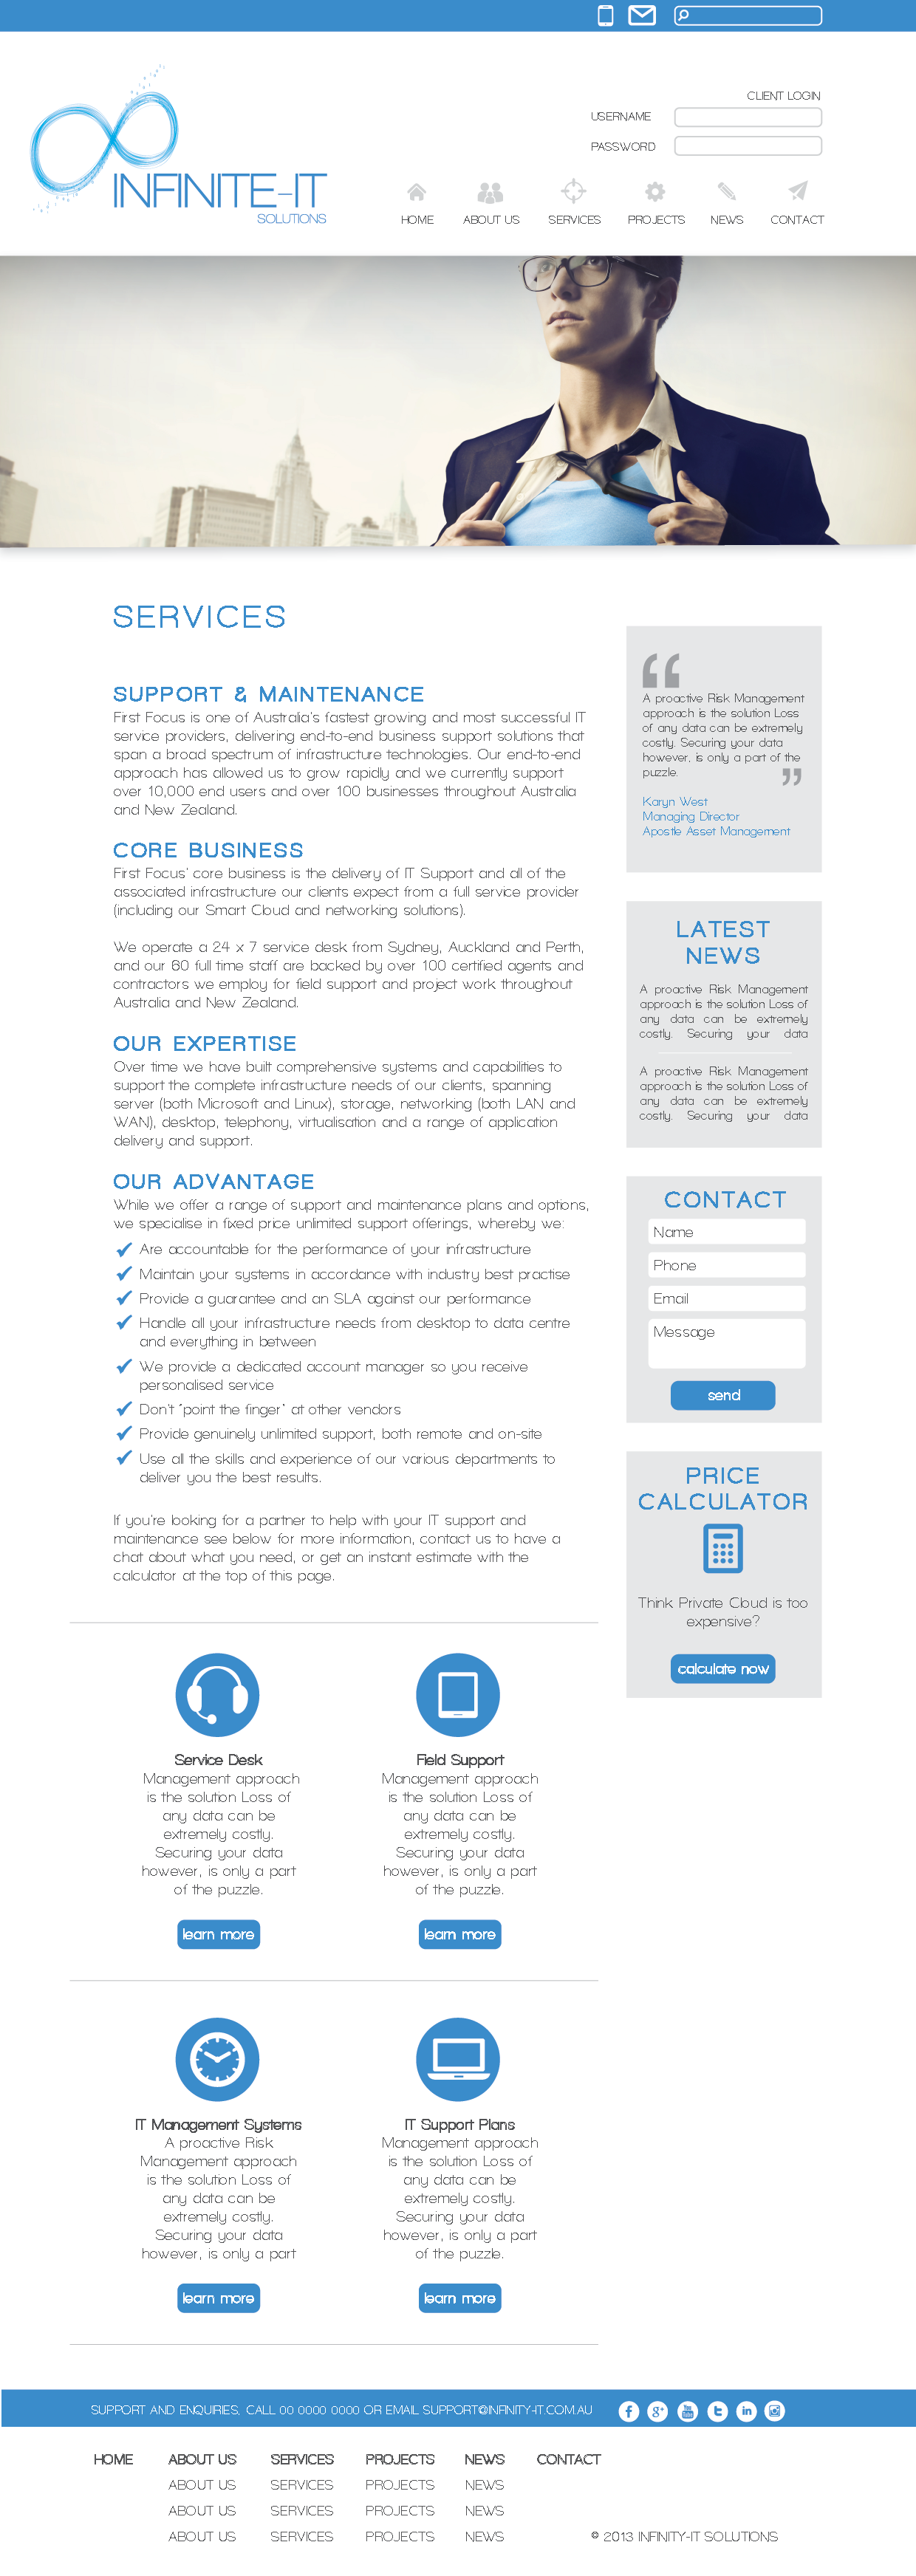 CLIENT LOGIN
USERNAME
PASSWORD
INFINITE-IT
SOLUTIONS
HOME ABOUT US SERVICES PROJECTS NEWS CONTACT
SERVICES
SUPPORT & MAINTENANCE
First Focus is one of Australia's fastest growing and most successful IT
service providers, delivering end-to-end business support solutions that
span a broad spectrum of infrastructure technologies. Our end-to-end
approach has allowed us to grow rapidly and we currently support
over 10,000 end users and over 100 businesses throughout Australia
and New Zealand.
CORE BUSINESS
First Focus' core business is the delivery of IT Support and all of the
associated infrastructure our clients expect from a full service provider
(including our Smart Cloud and networking solutions).
We operate a 24 x 7 service desk from Sydney, Auckland and Perth,
and our 60 full time staff are backed by over 100 certified agents and
contractors we employ for field support and project work throughout
Australia and New Zealand.
OUR EXPERTISE
Over time we have built comprehensive systems and capabilities to
support the complete infrastructure needs of our clients, spanning
server (both Microsoft and Linux), storage, networking (both LAN and
WAN), desktop, telephony, virtualisation and a range of application
delivery and support.
OUR ADVANTAGE
While we offer a range of support and maintenance plans and options,
we specialise in fixed price unlimited support offerings, whereby we:
✔ Are accountable for the performance of your infrastructure
✔ Maintain your systems in accordance with industry best practise
✔ Provide a guarantee and an SLA against our performance
✔ Handle all your infrastructure needs from desktop to data centre
and everything in between
✔ We provide a dedicated account manager so you receive
personalised service
✔ Don't "point the finger" at other vendors
✔ Provide genuinely unlimited support, both remote and on-sitt
✔ Use all the skills and experience of our various departments to
deliver you the best results.
If you're looking for a partner to help with your IT support and
maintenance see below for more information, contact us to have a
chat about what you need, or get an instant estimate with the
calculator at the top of this page.
“
A proactive Risk Management
approach is the solution Loss
of any data can be extremely
costly. Securing your data
however, is only a part of the
puzzle. ”
Karyn West
Managing Director
Apostle Asset Management
LATEST
NEWS
A proactive Risk Management
approach is the solution Loss of
any data can be extremely
costly. Securing your data
A proactive Risk Management
approach is the solution Loss of
any data can be extremely
costly. Securing your data
CONTACT
Name
Phone
Email
Message
send
PRICE
CALCULATOR
Think Private Cloud is too
expensive?
calculate now
Service Desk
Management approach
is the solution Loss of
any data can be
extremely costly.
Securing your data
however, is only a part
of the puzzle.
learn more
Field Support
Management approach
is the solution Loss of
any data can be
extremely costly.
Securing your data
however, is only a part
of the puzzle.
learn more
IT Management Systems
A proactive Risk
Management approach
is the solution Loss of
any data can be
extremely costly.
Securing your data
however, is only a part
learn more
IT Support Plans
Management approach
is the solution Loss of
any data can be
extremely costly.
Securing your data
however, is only a part
of the puzzle.
learn more
SUPPORT AND ENQUIRIES, CALL 00 0000 0000 OR EMAIL SUPPORT@INFINITY-IT.COM.AU
HOME ABOUT US SERVICES PROJECTS NEWS CONTACT
ABOUT US SERVICES PROJECTS NEWS
ABOUT US SERVICES PROJECTS NEWS
ABOUT US SERVICES PROJECTS NEWS
© 2013 INFINITY-IT SOLUTIONS